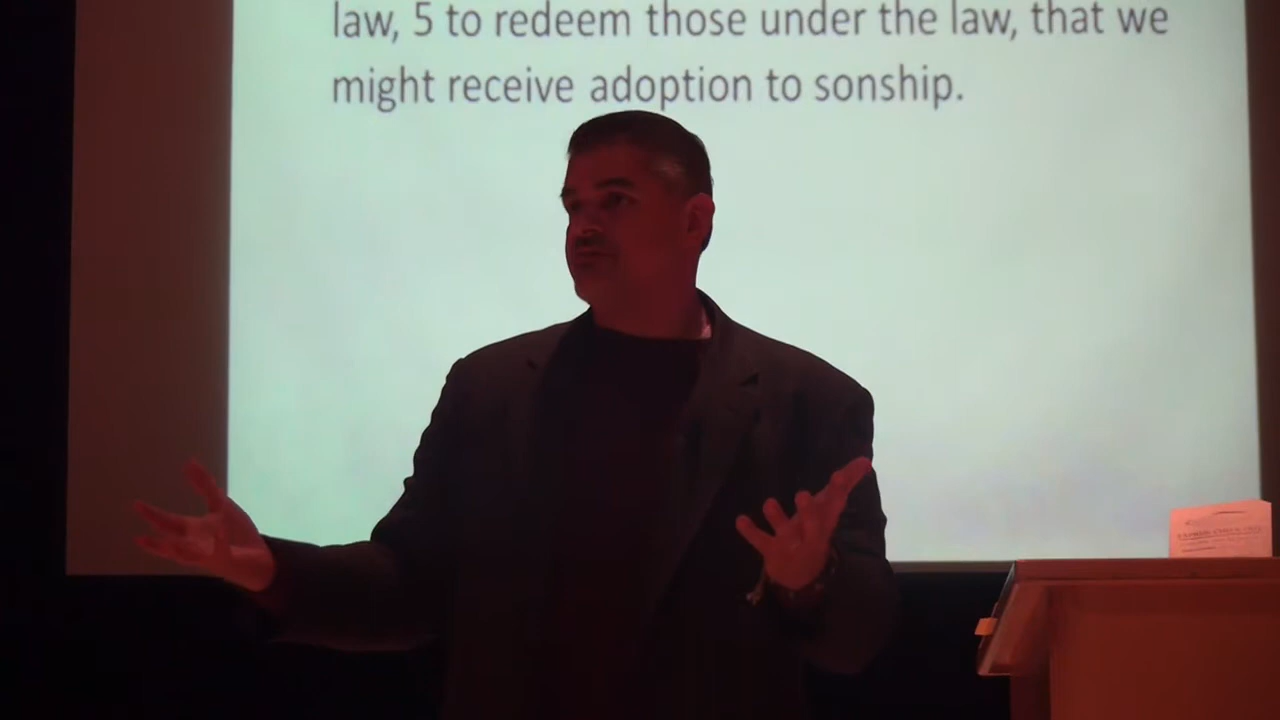 law, 5 to redeem those under the law, that we
might receive adoption to sonship.